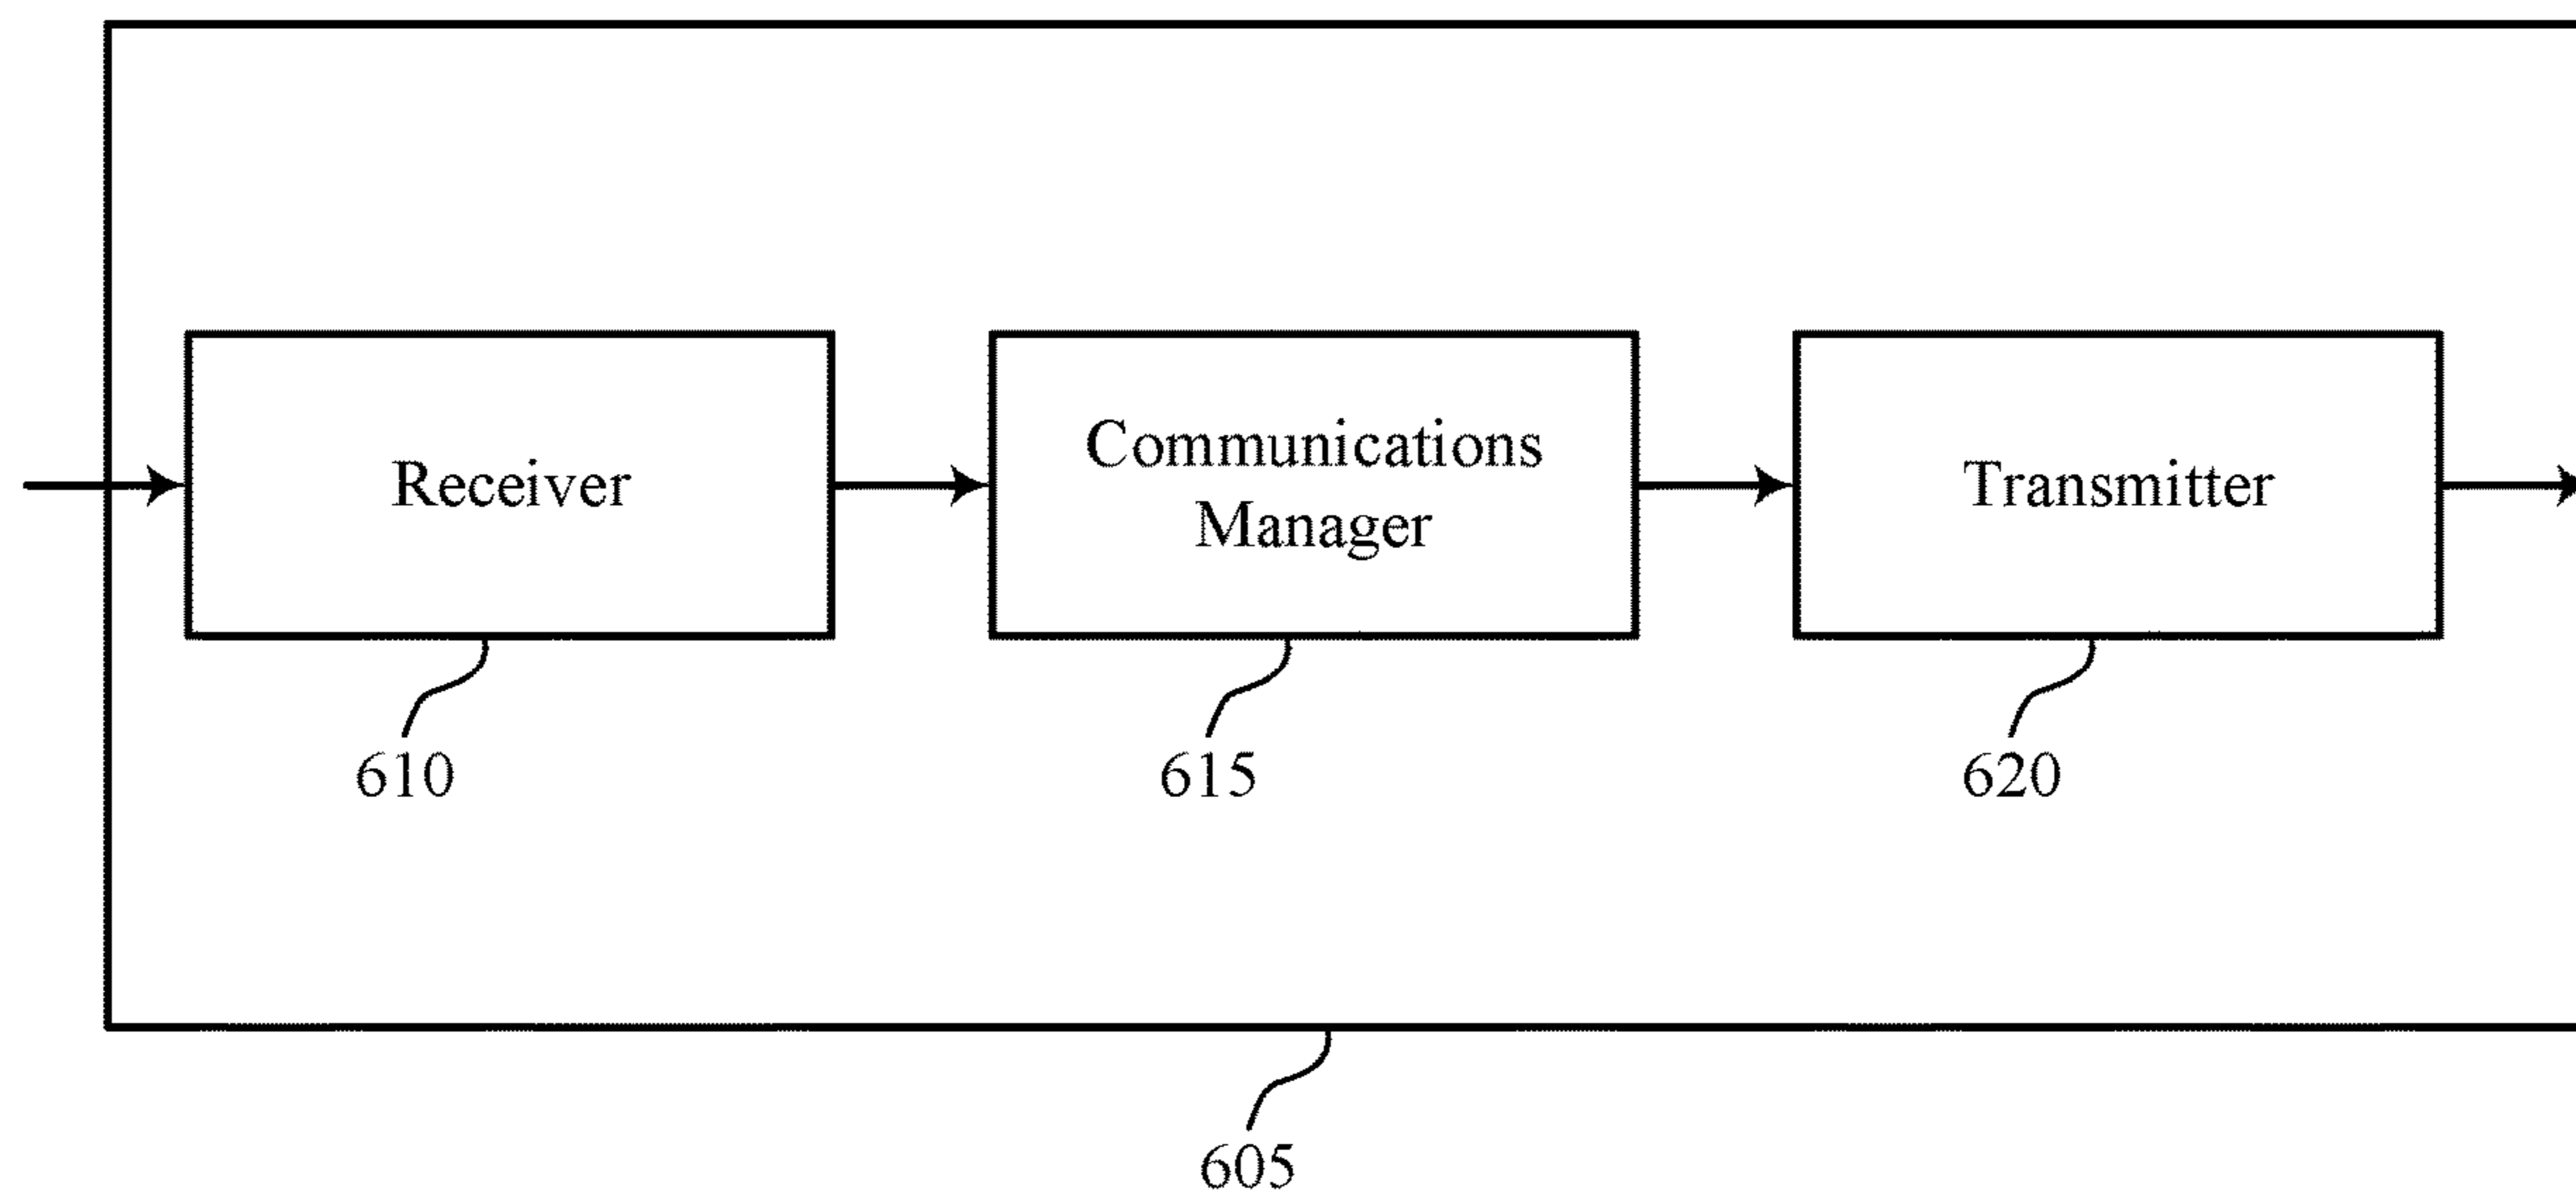 Receiver
Communications
Manager
Transmitter
610
615
620
605